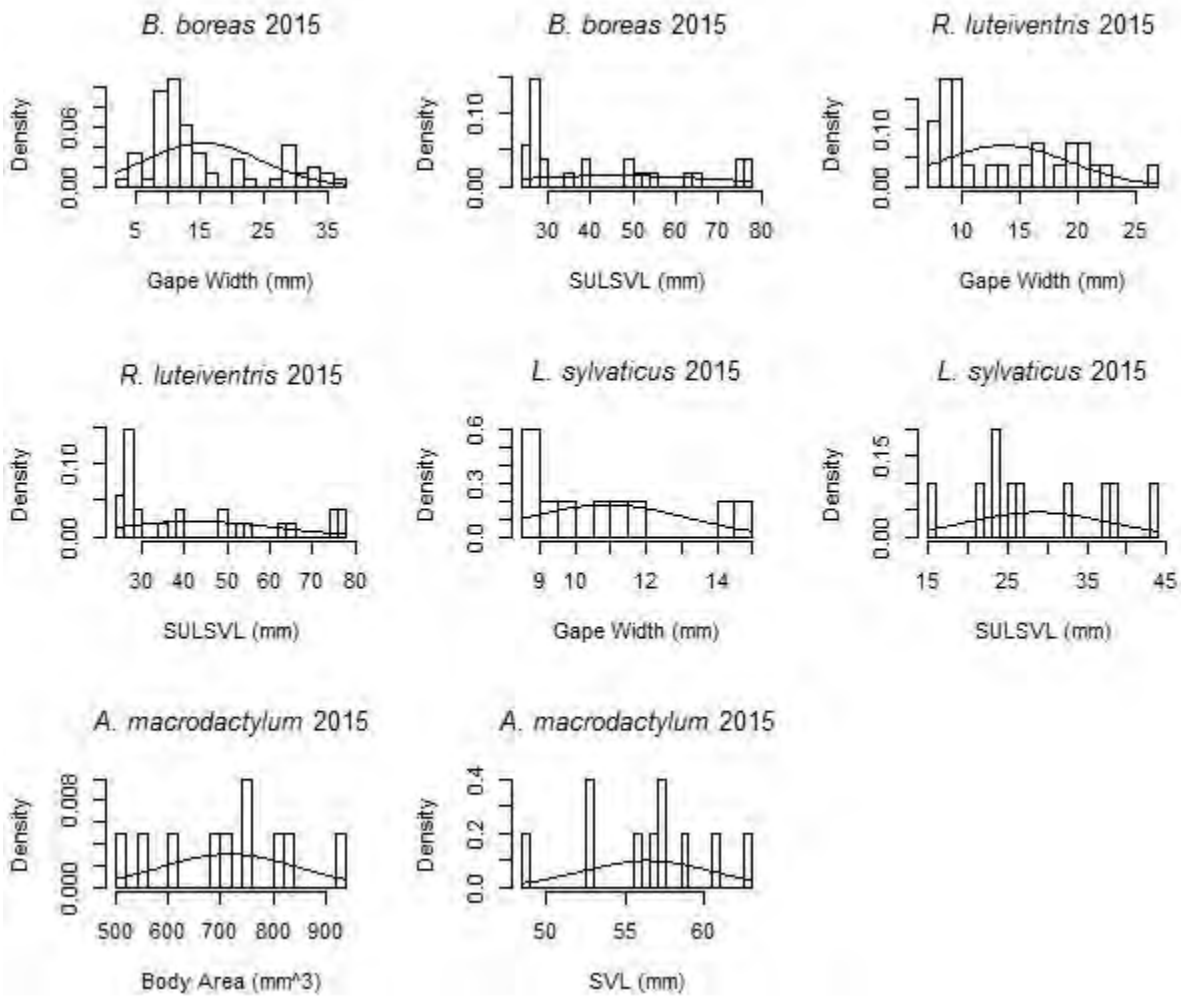 B. boreas 2015
B. boreas 2015
R. luteiventris 2015
Density
0.00
0.06
5
15
25
35
Gape Width (mm)
Density
0.00
0.10
30
40
50
60
70
80
SULSVL (mm)
Density
0.00
0.10
10
15
20
25
Gape Width (mm)
R. luteiventris 2015
L. sylvaticus 2015
L. sylvaticus 2015
Density
0.00
0.10
30
40
50
60
70
80
SULSVL (mm)
Density
0.0
0.3
0.6
9
10
12
14
Gape Width (mm)
Density
0.00
0.15
15
25
35
45
SULSVL (mm)
A. macrodactylum 2015
A. macrodactylum 2015
Density
0.000
0.008
500
600
700
800
900
Body Area (mm^3)
Density
0.0
0.2
0.4
50
55
60
SVL (mm)